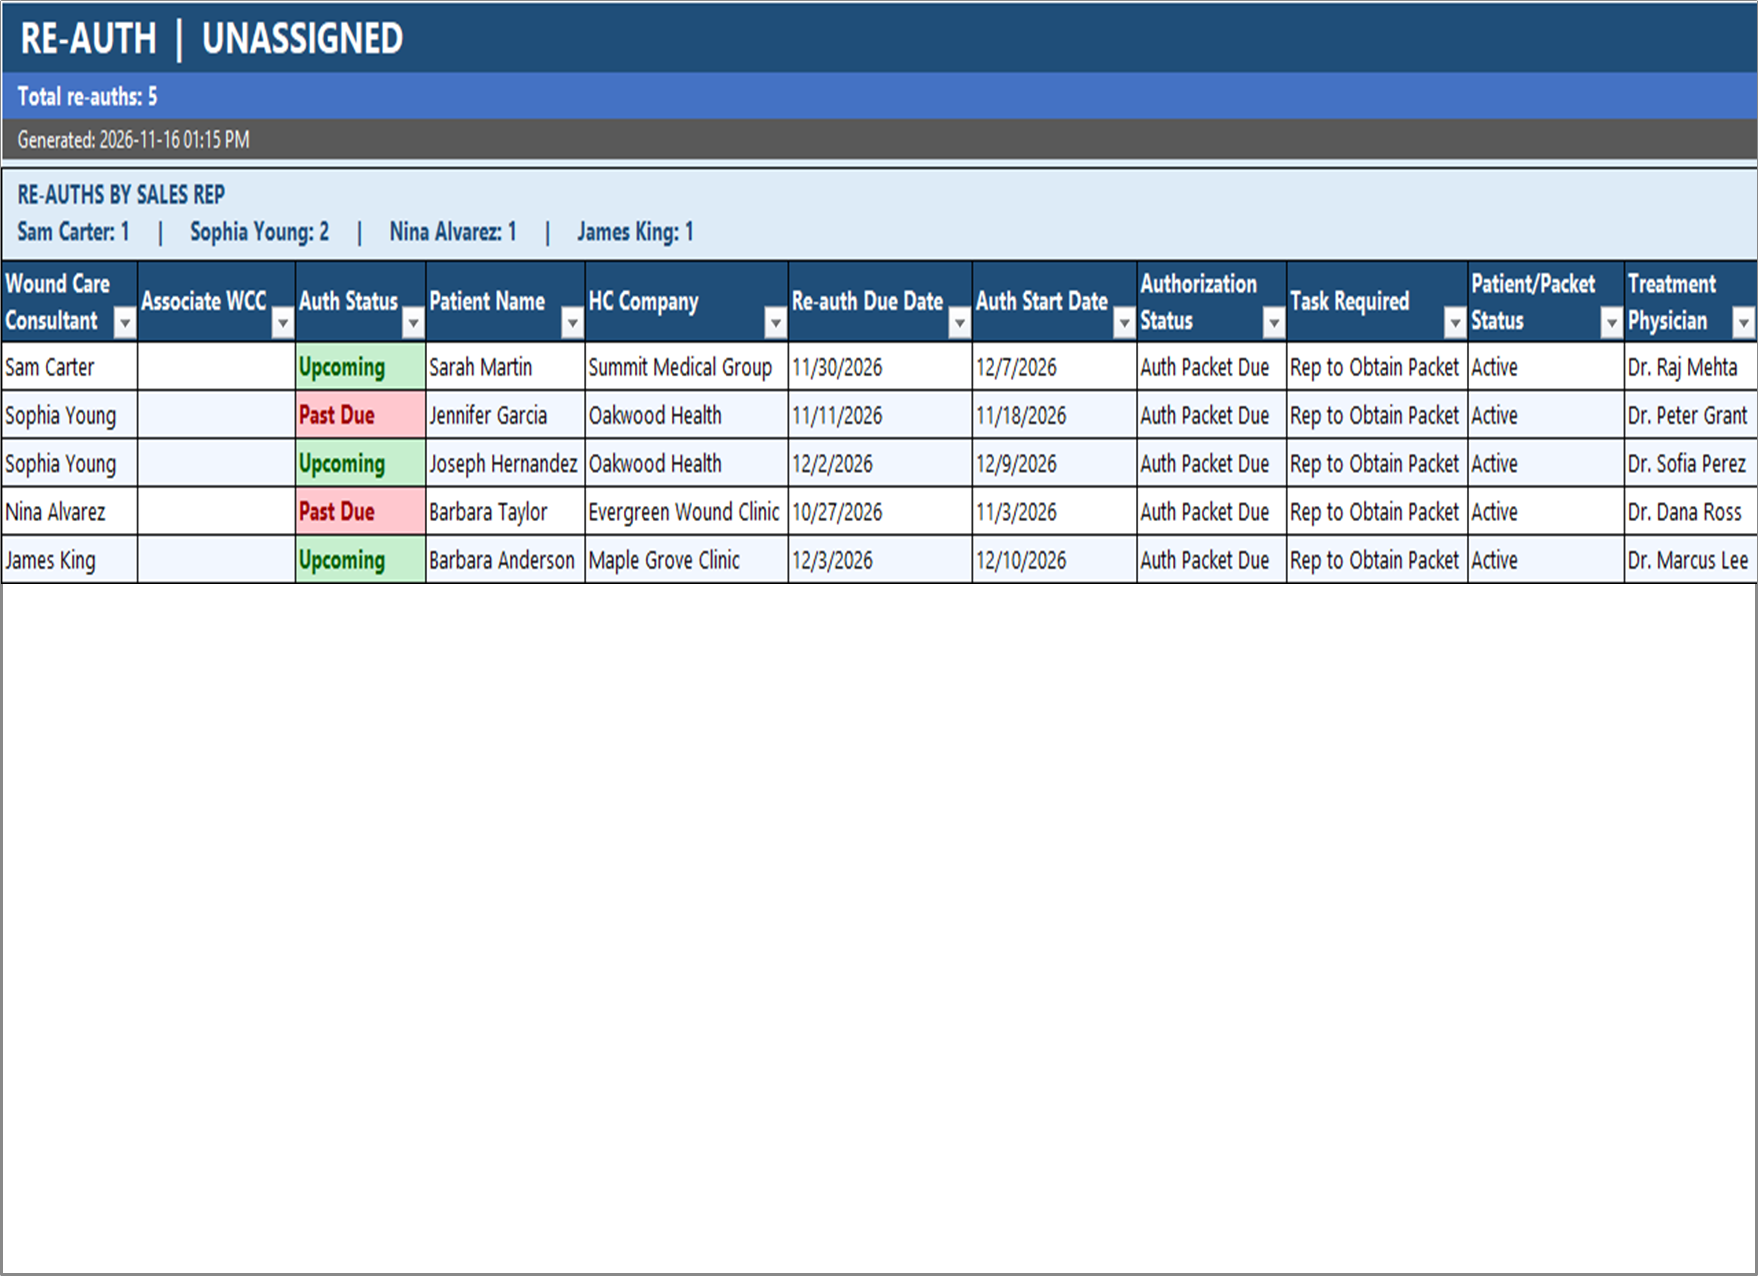 RE-AUTH | UNASSIGNED
Total re-auths: 5
Generated: 2026-11-16 01:15 PM
RE-AUTHS BY SALES REP
Sam Carter: 1 | Sophia Young: 2 | Nina Alvarez: 1 | James King: 1
Wound Care Consultant Associate WCC Auth Status Patient Name HC Company Re-auth Due Date Auth Start Date Authorization Status Task Required Patient/Packet Status Treatment Physician
Sam Carter Upcoming Sarah Martin Summit Medical Group 11/30/2026 12/7/2026 Auth Packet Due Rep to Obtain Packet Active Dr. Raj Mehta
Sophia Young Past Due Jennifer Garcia Oakwood Health 11/11/2026 11/18/2026 Auth Packet Due Rep to Obtain Packet Active Dr. Peter Grant
Sophia Young Upcoming Joseph Hernandez Oakwood Health 12/2/2026 12/9/2026 Auth Packet Due Rep to Obtain Packet Active Dr. Sofia Perez
Nina Alvarez Past Due Barbara Taylor Evergreen Wound Clinic 10/27/2026 11/3/2026 Auth Packet Due Rep to Obtain Packet Active Dr. Dana Ross
James King Upcoming Barbara Anderson Maple Grove Clinic 12/3/2026 12/10/2026 Auth Packet Due Rep to Obtain Packet Active Dr. Marcus Lee